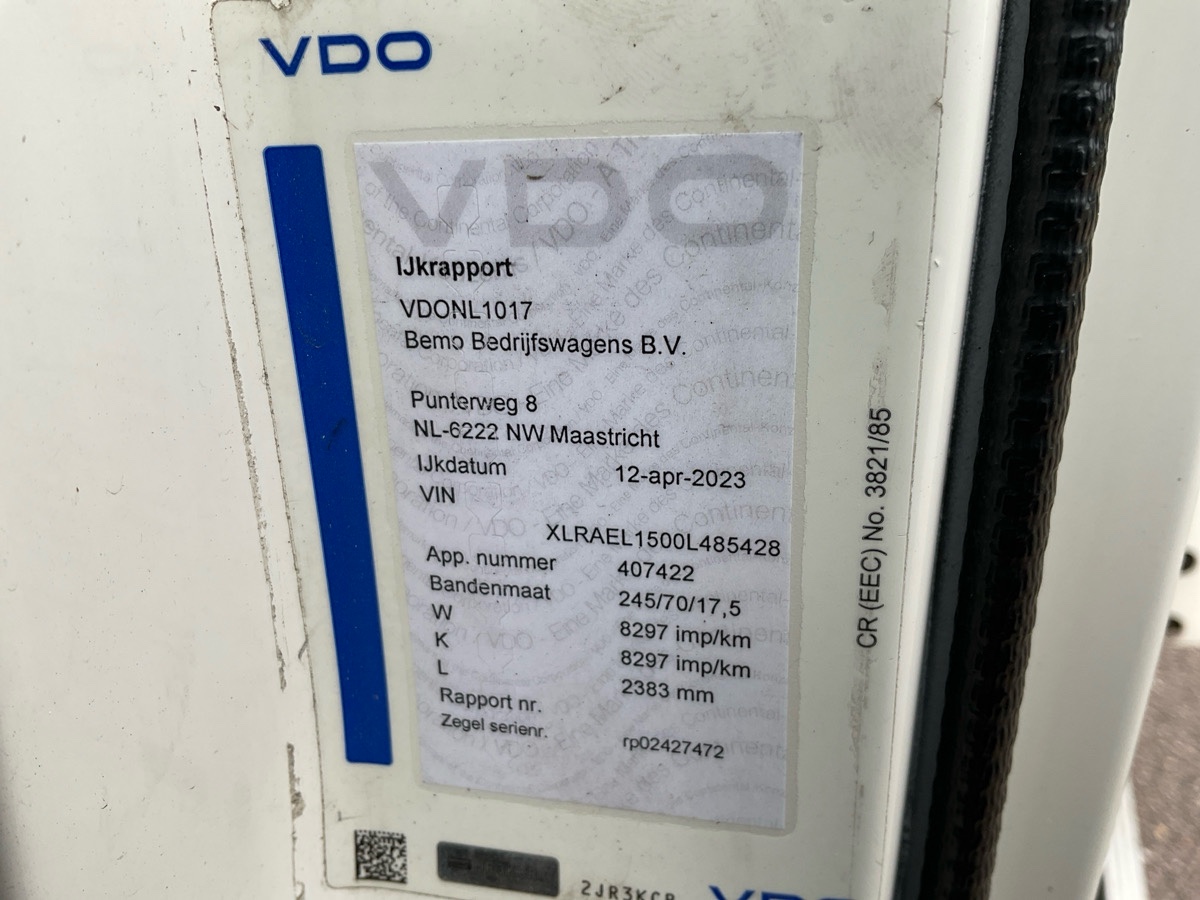 VDO
VDO
IJkrapport
VDONL1017
Bemo Bedrijfswagens B.V.
Punterweg 8
NL-6222 NW Maastricht
IJkdatum 12-apr-2023
VIN
XLRAEL1500L485428
App. nummer 407422
Bandenmaat 245/70/17,5
W 8297 imp/km
K 8297 imp/km
L 2383 mm
Rapport nr.
Zegel serienr. rp02427472
CR (EEC) No. 3821/85
VDO